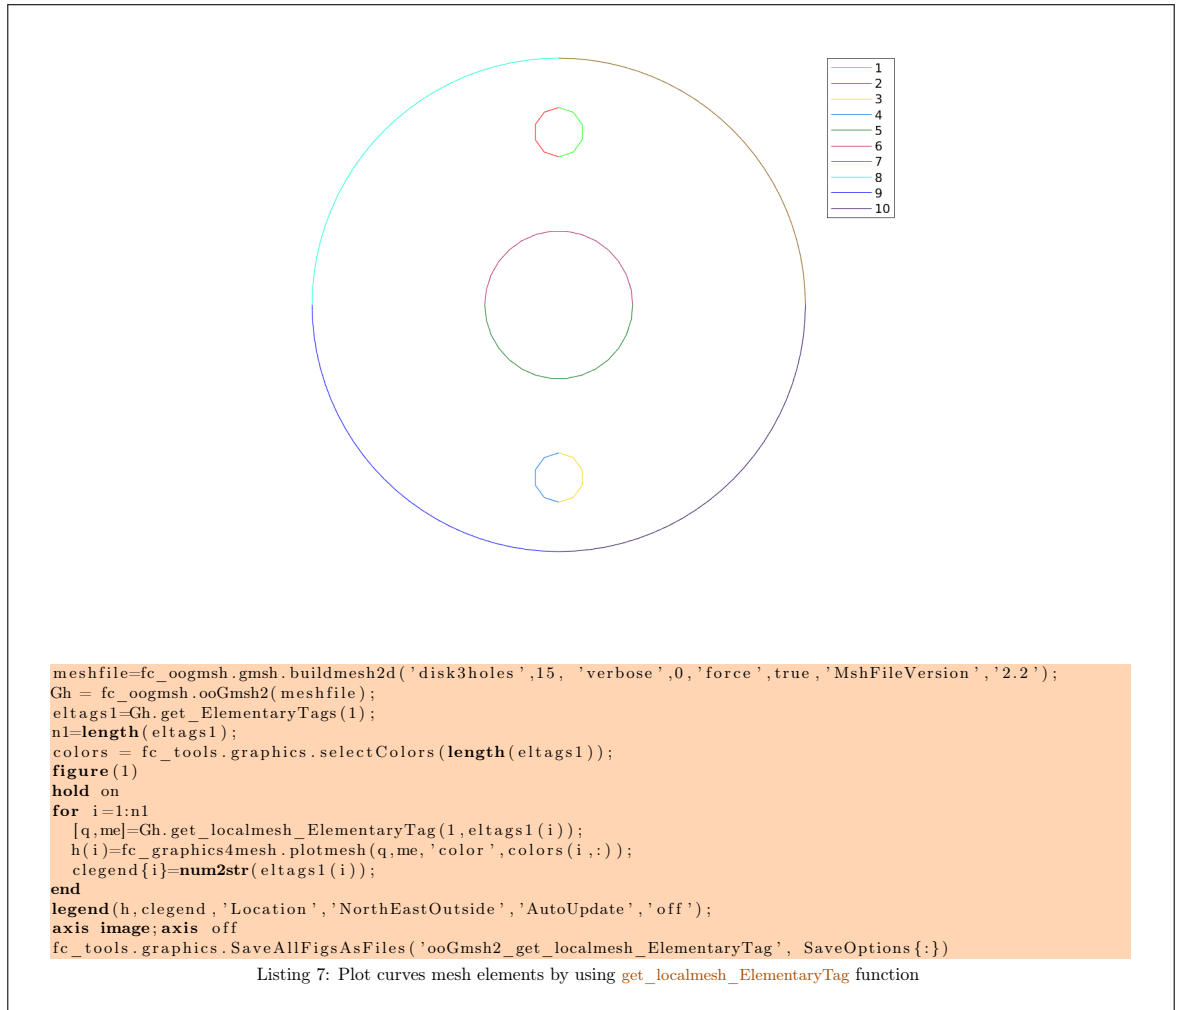 1
2
3
4
5
6
7
8
9
10
meshfile=fc_oogmsh.gmsh.buildmesh2d('disk3holes',15, 'verbose',0,'force',true,'MshFileVersion','2.2');
Gh = fc_oogmsh.ooGmsh2(meshfile);
eltags1=Gh.get_ElementaryTags(1);
n1=length(eltags1);
colors = fc_tools.graphics.selectColors(length(eltags1));
figure(1)
hold on
for i=1:n1
[q,me]=Gh.get_localmesh_ElementaryTag(1,eltags1(i));
h(i)=fc_graphics4mesh.plotmesh(q,me,'color',colors(i,:));
clegend{i}=num2str(eltags1(i));
end
legend(h,clegend,'Location','NorthEastOutside','AutoUpdate','off');
axis image;axis off
fc_tools.graphics.SaveAllFigsAsFiles('ooGmsh2_get_localmesh_ElementaryTag', SaveOptions{:})
Listing 7: Plot curves mesh elements by using get_localmesh_ElementaryTag function